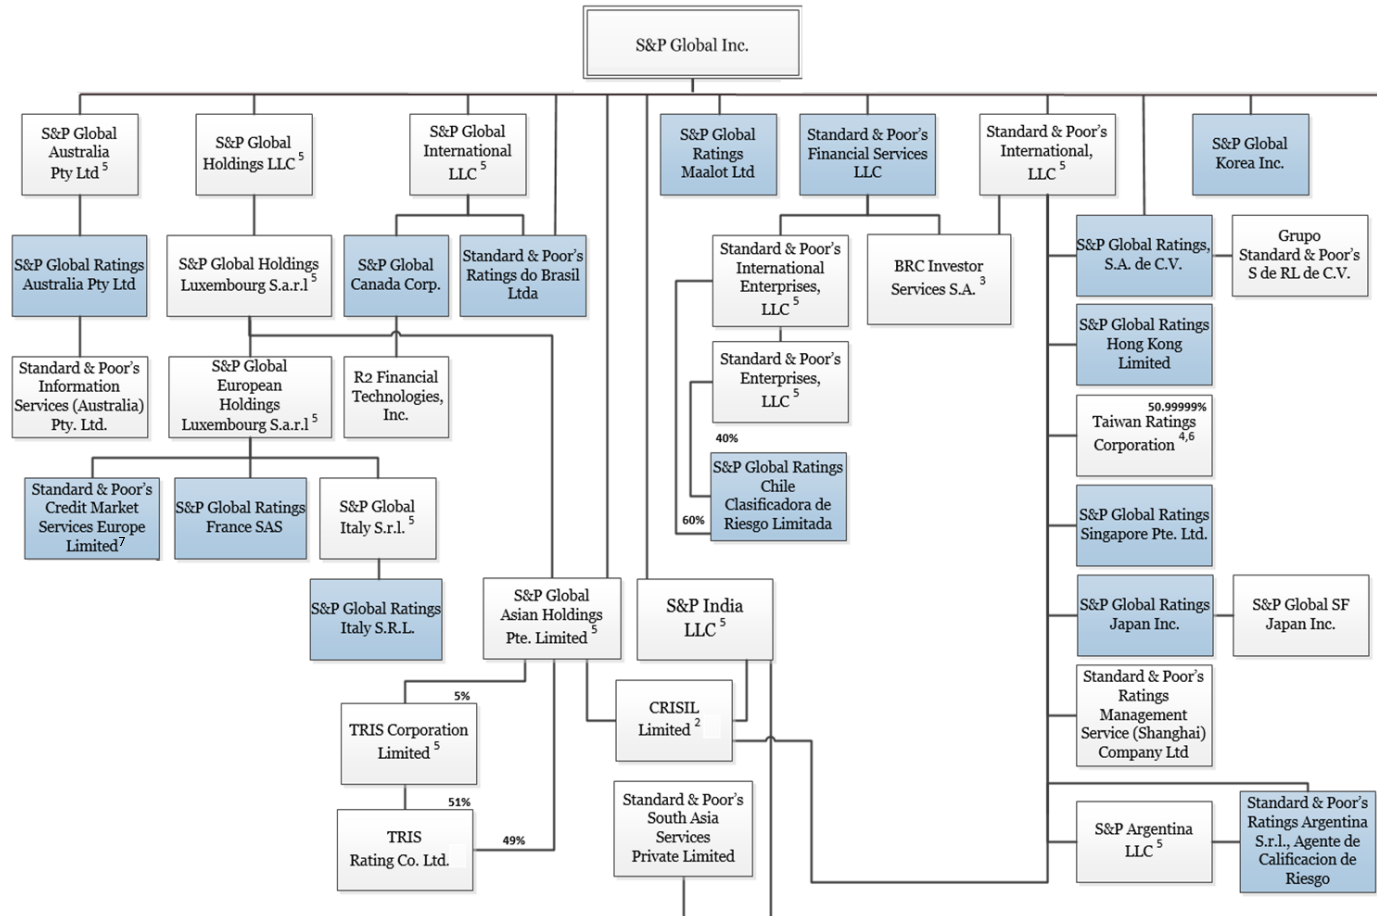 S&P Global Inc.
S&P Global
Australia
Pty Ltd 5
S&P Global
Holdings LLC 5
S&P Global
International
LLC 5
S&P Global
Ratings
Maalot Ltd
Standard & Poor's
Financial Services
LLC
Standard & Poor's
International,
LLC 5
S&P Global
Korea Inc.
S&P Global Ratings
Australia Pty Ltd
S&P Global Holdings
Luxembourg S.a.r.l 5
S&P Global
Canada Corp.
Standard & Poor's
Ratings do Brasil
Ltda
Standard & Poor's
International
Enterprises,
LLC 5
BRC Investor
Services S.A. 3
S&P Global Ratings,
S.A. de C.V.
Grupo
Standard & Poor's
S de RL de C.V.
S&P Global Ratings
Hong Kong
Limited
Standard & Poor's
Information
Services (Australia)
Pty. Ltd.
S&P Global
European
Holdings
Luxembourg S.a.r.l 5
R2 Financial
Technologies,
Inc.
Standard & Poor's
Enterprises,
LLC 5
50.99999%
Taiwan Ratings
Corporation 4,6
40%
S&P Global Ratings
Chile
Clasificadora de
Riesgo Limitada
60%
Standard & Poor's
Credit Market
Services Europe
Limited7
S&P Global Ratings
France SAS
S&P Global
Italy S.r.l. 5
S&P Global Ratings
Singapore Pte. Ltd.
S&P Global Ratings
Italy S.R.L.
S&P Global
Asian Holdings
Pte. Limited 5
S&P India
LLC 5
S&P Global Ratings
Japan Inc.
S&P Global SF
Japan Inc.
5%
TRIS Corporation
Limited 5
CRISIL
Limited 2
Standard & Poor's
Ratings
Management
Service (Shanghai)
Company Ltd
51%
TRIS
Rating Co. Ltd.
49%
Standard & Poor's
South Asia
Services
Private Limited
S&P Argentina
LLC 5
Standard & Poor's
Ratings Argentina
S.r.l., Agente de
Calificacion de
Riesgo